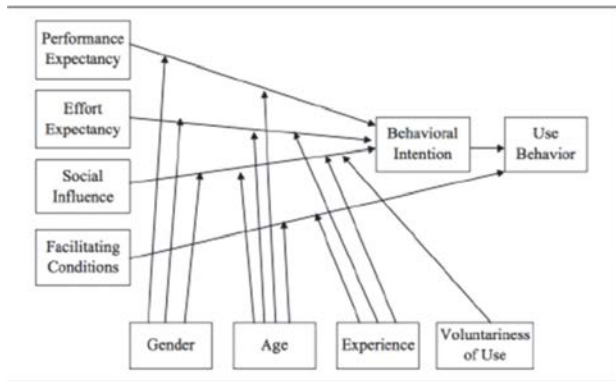 Performance
Expectancy
Effort
Expectancy
Social
Influence
Facilitating
Conditions
Behavioral
Intention
Use
Behavior
Gender
Age
Experience
Voluntariness
of Use